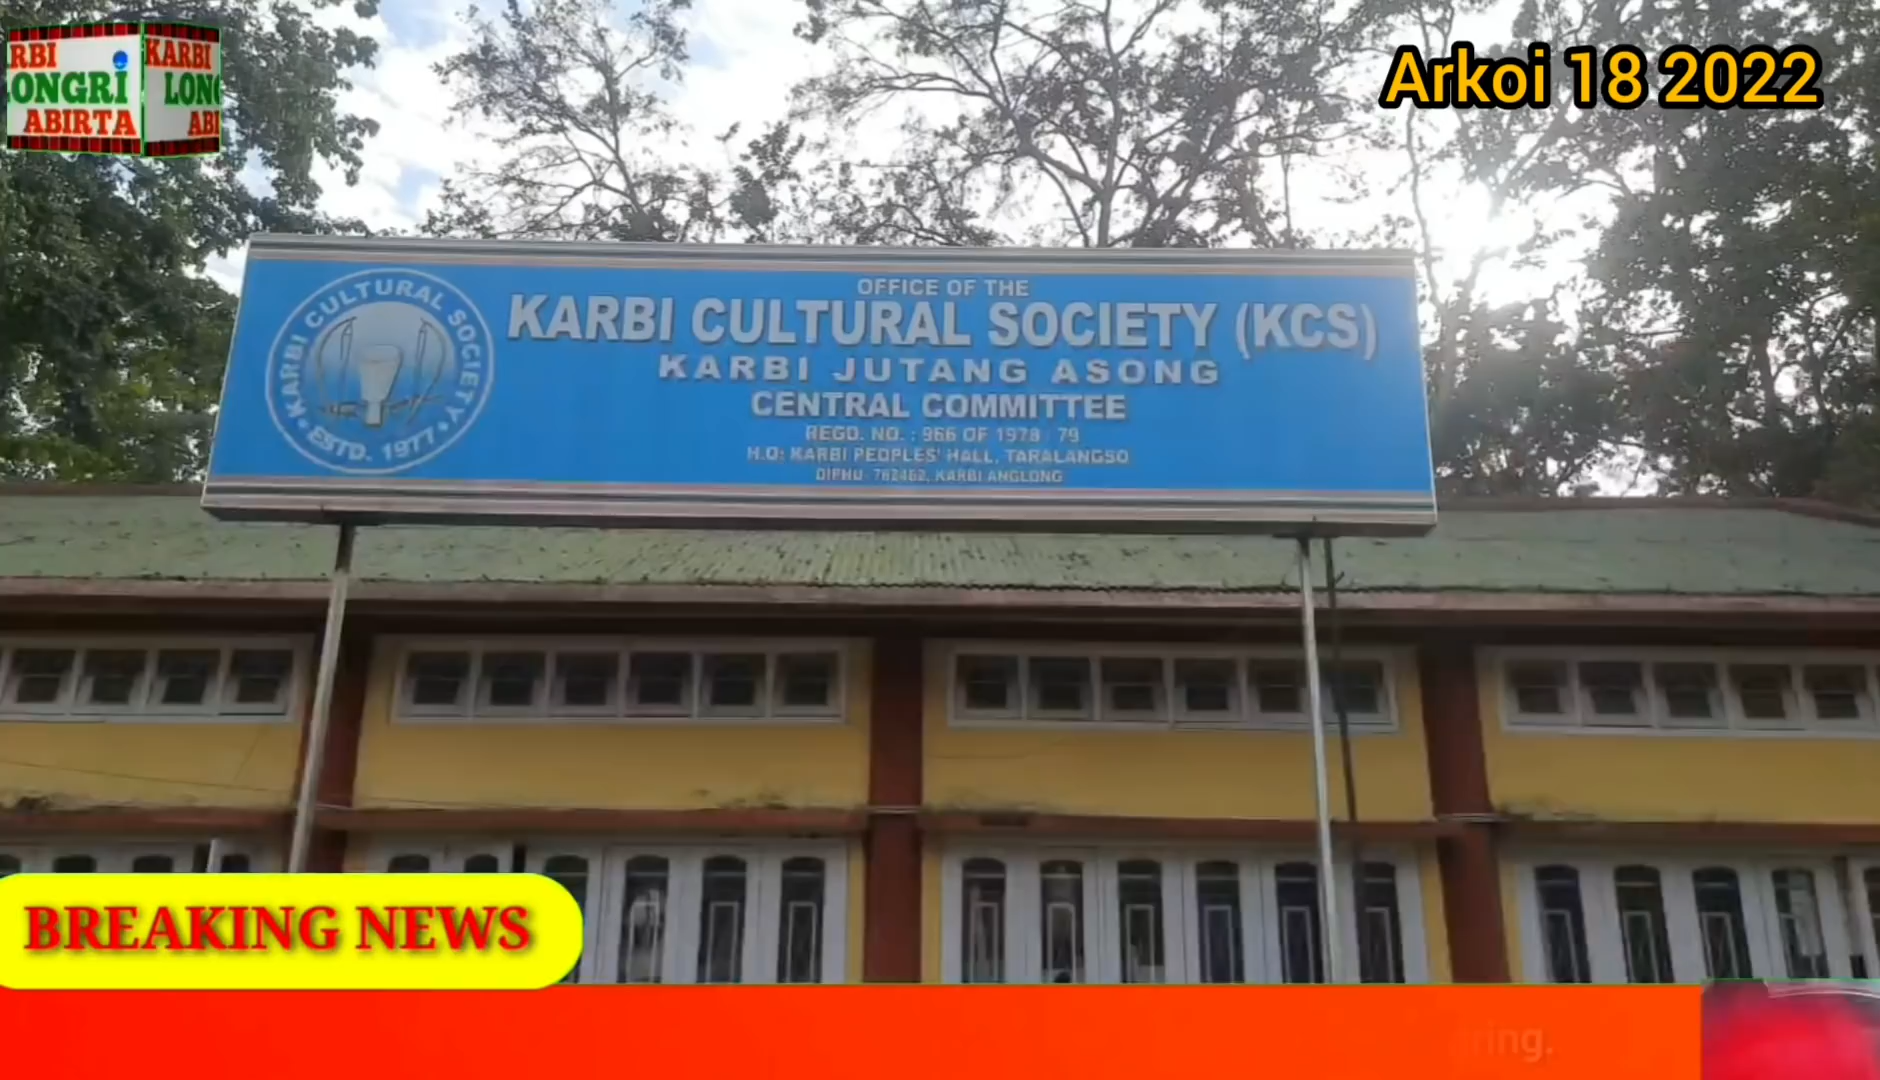 RBI
ONGRI
ABIRTA
KARBI
LONG
ABI
Arkoi 18 2022
KARBI CULTURAL SOCIETY
ESTD. 1977
OFFICE OF THE
KARBI CULTURAL SOCIETY (KCS)
KARBI JUTANG ASONG
CENTRAL COMMITTEE
REGD. NO. : 966 OF 1978 79
H.O: KARBI PEOPLES' HALL, TARALANGSO
DIPHU- 782462, KARBI ANGLONG
BREAKING NEWS
ring.